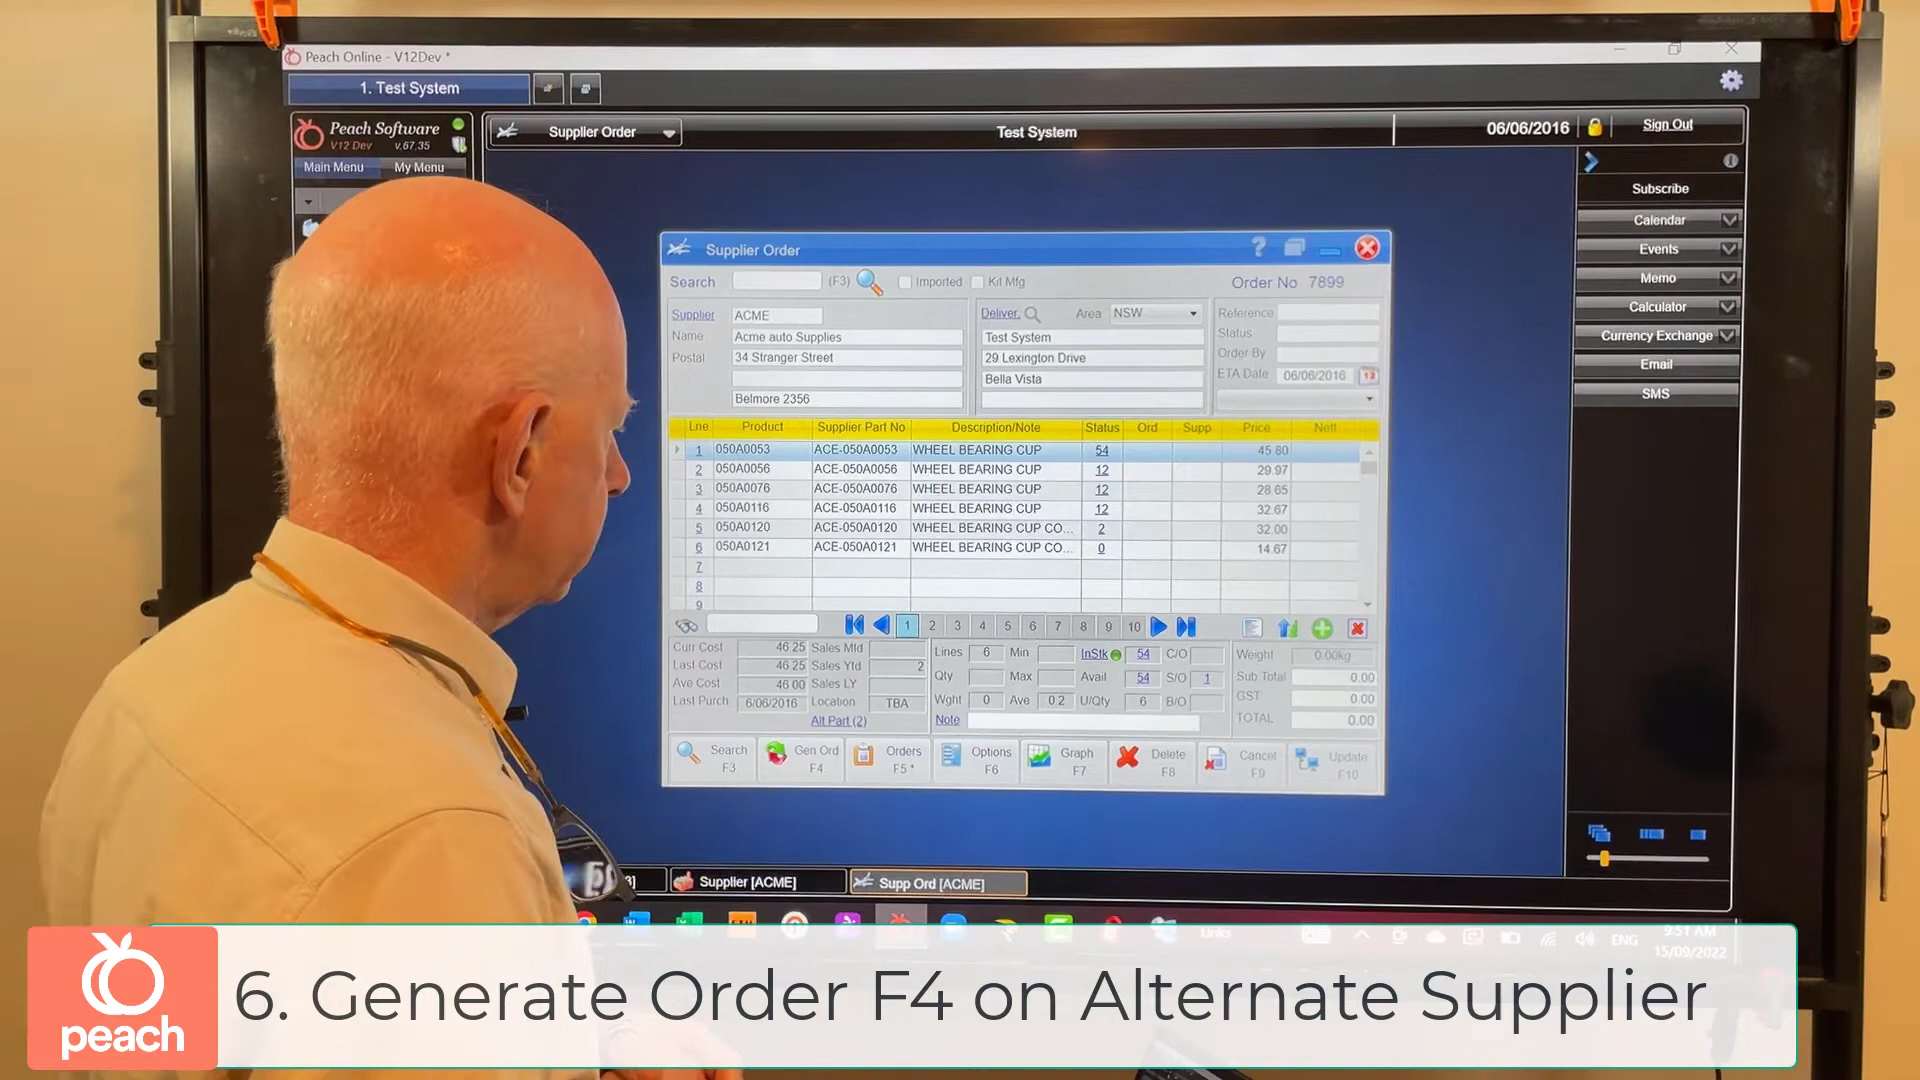 Peach Online - V12Dev *
1. Test System
Peach Software
V12 Dev v.67.35
Main Menu My Menu
Supplier Order
Test System
06/06/2016
Sign Out
Subscribe
Calendar
Events
Memo
Calculator
Currency Exchange
Email
SMS
Supplier Order
Search (F3) Imported Kit Mfg Order No 7899
Supplier ACME Deliver. Area NSW Reference
Name Acme auto Supplies Test System Status
Postal 34 Stranger Street 29 Lexington Drive Order By
Bella Vista ETA Date 06/06/2016 12
Belmore 2356
Lne Product Supplier Part No Description/Note Status Ord Supp Price Nett
1 050A0053 ACE-050A0053 WHEEL BEARING CUP 54 45.80
2 050A0056 ACE-050A0056 WHEEL BEARING CUP 12 29.97
3 050A0076 ACE-050A0076 WHEEL BEARING CUP 12 28.65
4 050A0116 ACE-050A0116 WHEEL BEARING CUP 12 32.67
5 050A0120 ACE-050A0120 WHEEL BEARING CUP CO... 2 32.00
6 050A0121 ACE-050A0121 WHEEL BEARING CUP CO... 0 14.67
7
8
9
1 2 3 4 5 6 7 8 9 10
Curr Cost 46.25 Sales Mtd Lines 6 Min InStk 54 C/O Weight 0.00kg
Last Cost 46.25 Sales Ytd 2 Qty Max Avail 54 S/O 1 Sub Total 0.00
Ave Cost 46.00 Sales LY Wght 0 Ave 0.2 U/Qty 6 B/O GST 0.00
Last Purch 6/06/2016 Location TBA Note TOTAL 0.00
Alt Part (2)
Search F3
Gen Ord F4
Orders F5 *
Options F6
Graph F7
Delete F8
Cancel F9
Update F10
Supplier [ACME]
Supp Ord [ACME]
Links
ENG
9:51 AM
15/09/2022
peach
6. Generate Order F4 on Alternate Supplier